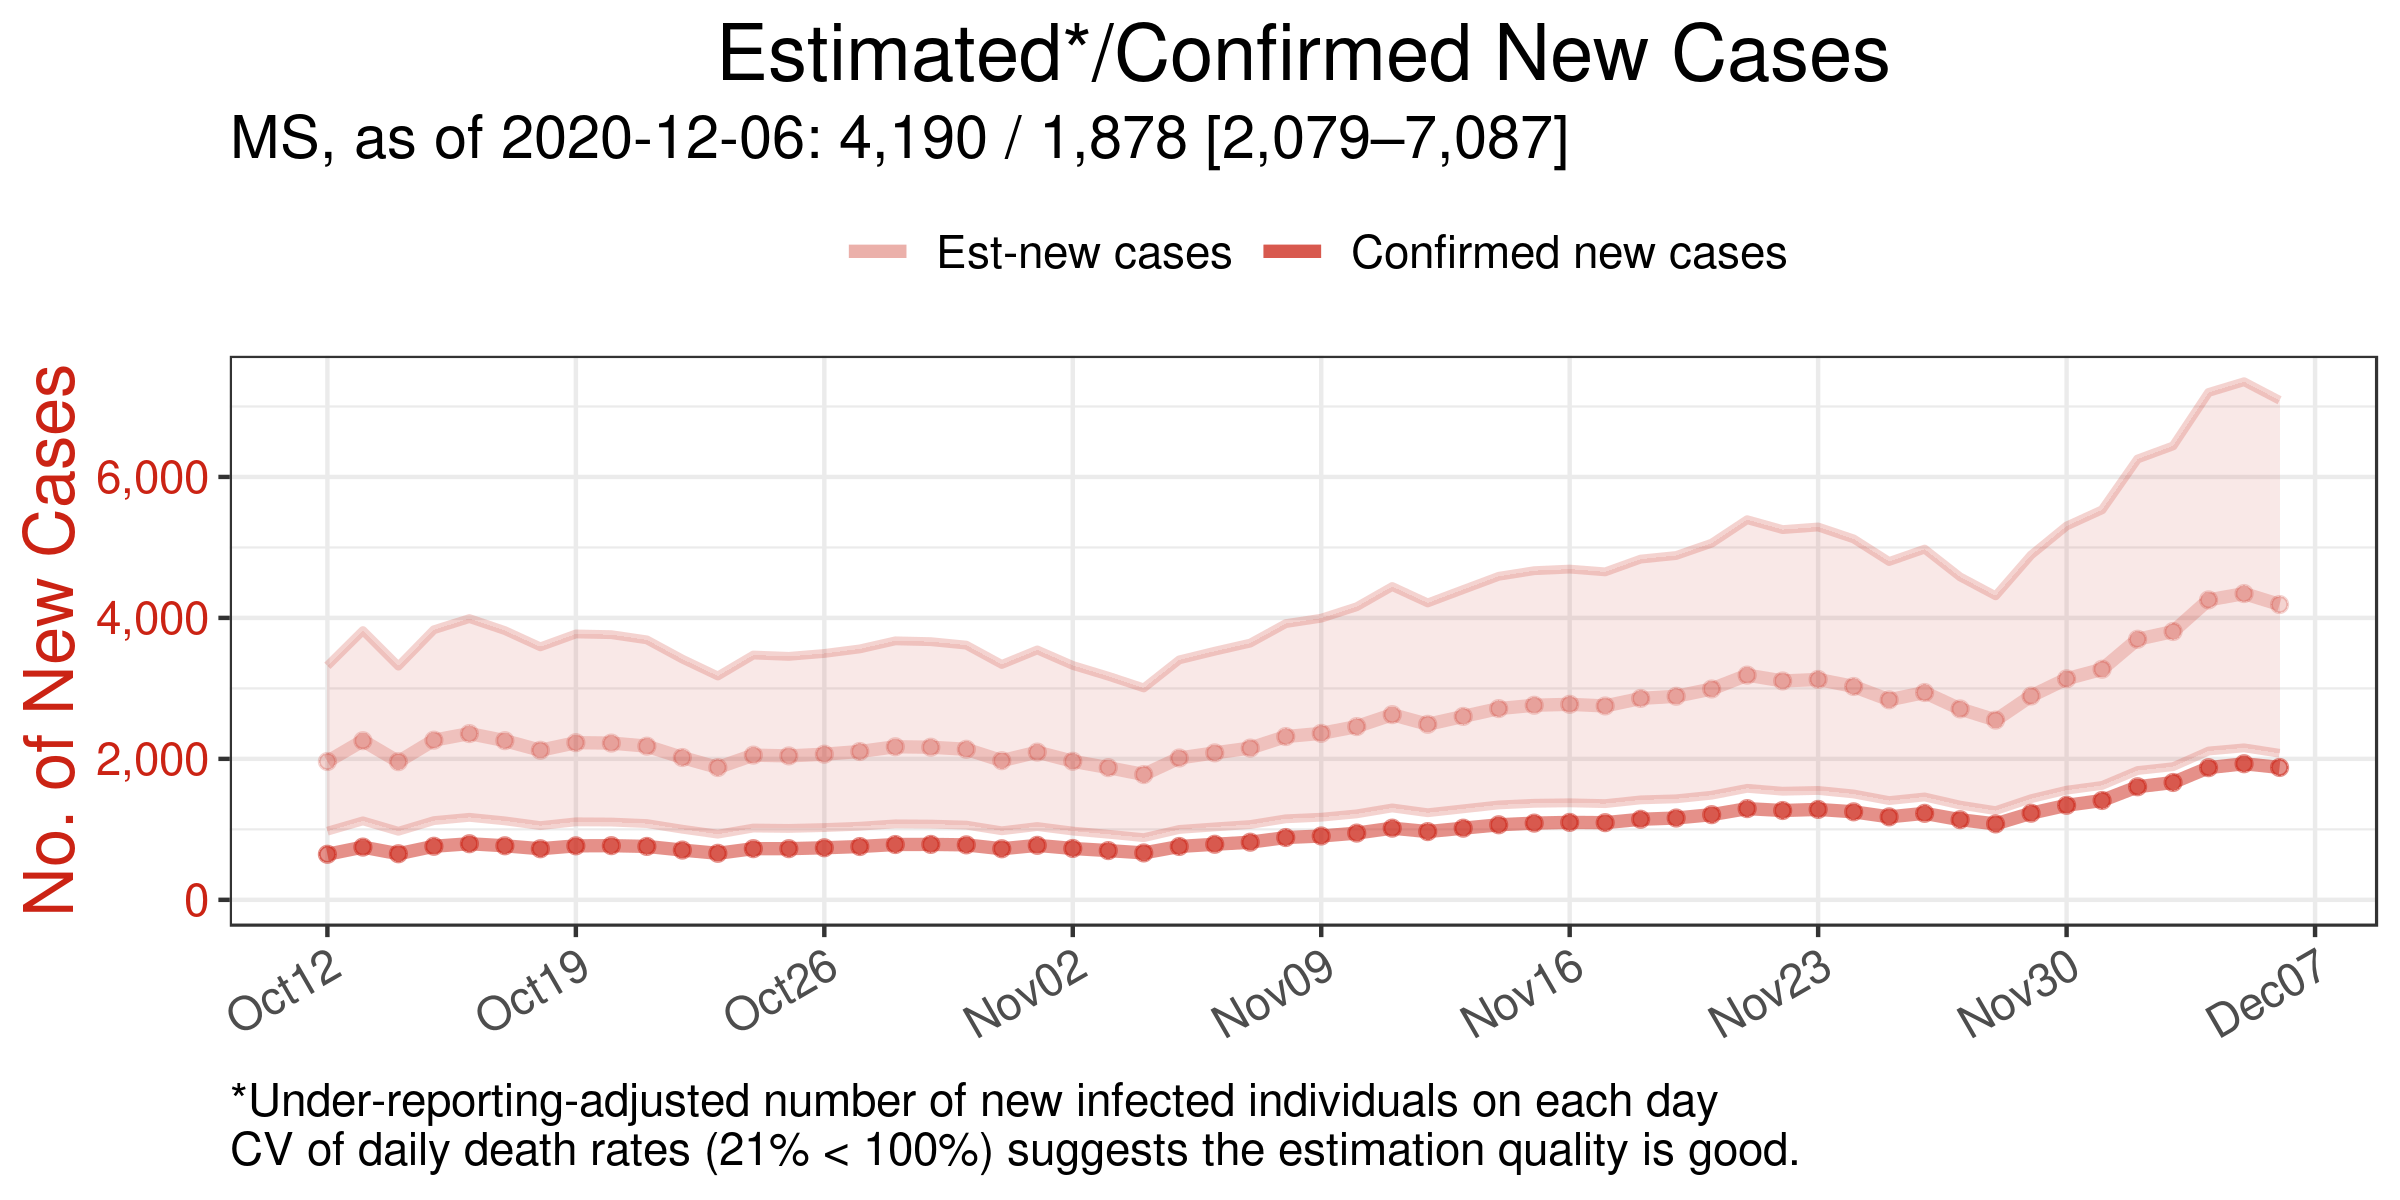 Estimated*/Confirmed New Cases
MS, as of 2020-12-06: 4,190 / 1,878 [2,079–7,087]
Est-new cases
Confirmed new cases
No. of New Cases
6,000
4,000
2,000
0
Oct12
Oct19
Oct26
Nov02
Nov09
Nov16
Nov23
Nov30
Dec07
*Under-reporting-adjusted number of new infected individuals on each day
CV of daily death rates (21% < 100%) suggests the estimation quality is good.